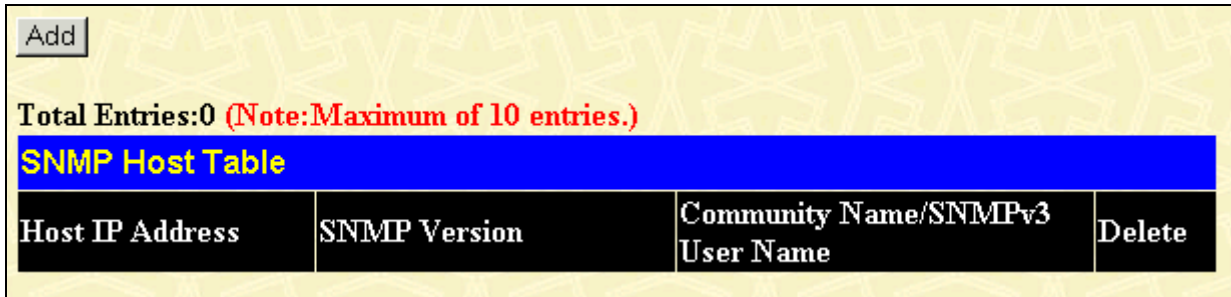 Add
Total Entries:0 (Note:Maximum of 10 entries.)
SNMP Host Table
Host IP Address
SNMP Version
Community Name/SNMPv3
User Name
Delete